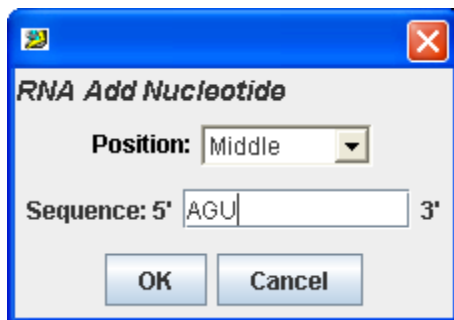 RNA Add Nucleotide
Position: Middle
Sequence: 5' AGU 3'
OK Cancel